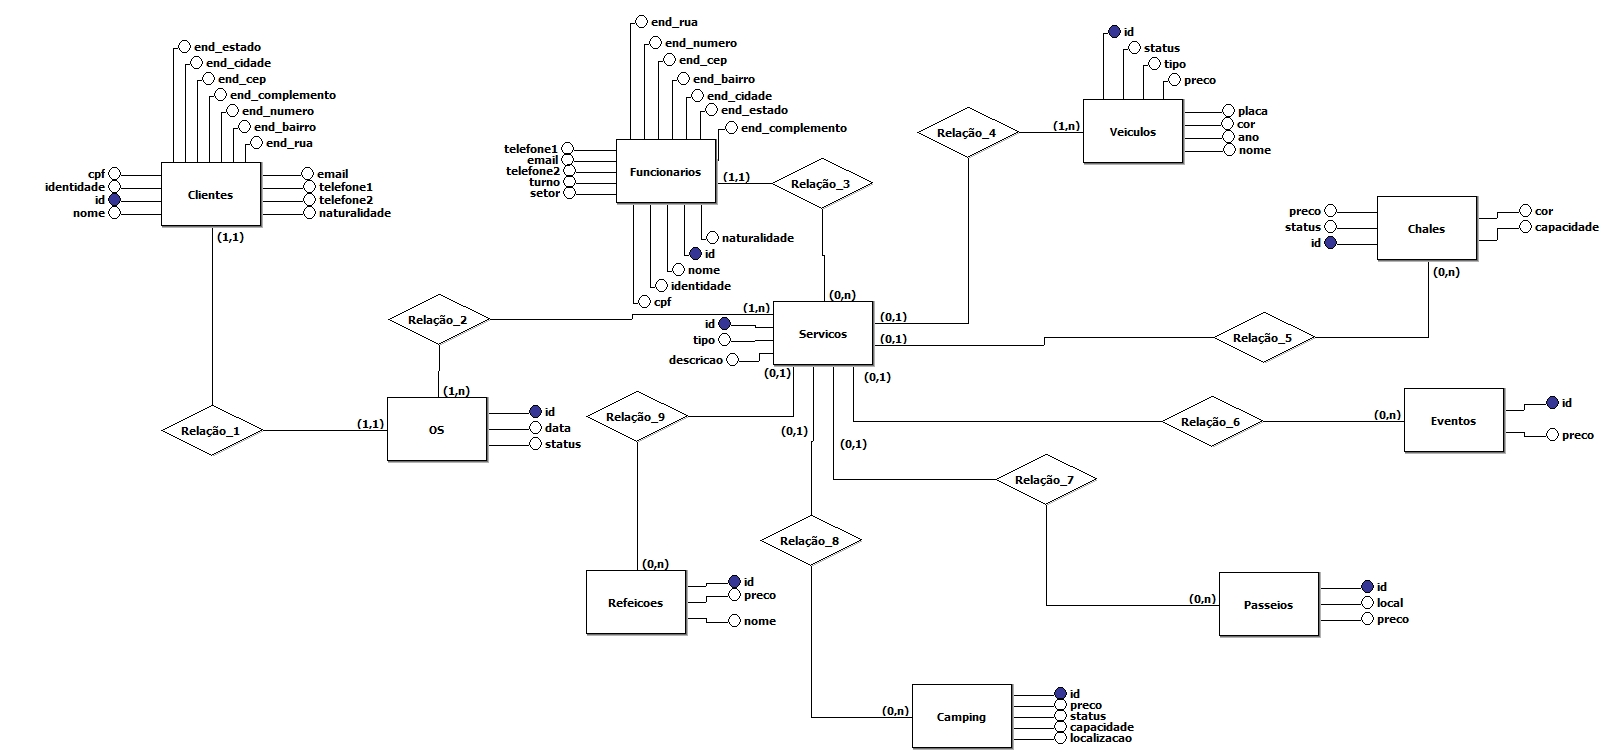 end_estado
end_cidade
end_cep
end_complemento
end_numero
end_bairro
end_rua
cpf
identidade
id
nome
Clientes
email
telefone1
telefone2
naturalidade
(1,1)
end_rua
end_numero
end_cep
end_bairro
end_cidade
end_estado
end_complemento
telefone1
email
telefone2
turno
setor
Funcionarios
(1,1)
naturalidade
id
nome
identidade
cpf
Relação_3
(0,n)
id
status
tipo
preco
Veiculos
placa
cor
ano
nome
(1,n)
Relação_4
(0,1)
preco
status
id
Chales
cor
capacidade
(0,n)
Relação_5
(0,1)
Relação_2
(1,n)
id
tipo
descricao
Servicos
(0,1)
(0,1)
(0,1)
(0,1)
Relação_1
(1,1)
(1,n)
OS
id
data
status
Relação_9
Relação_6
(0,n)
Eventos
id
preco
Relação_7
Relação_8
(0,n)
Refeicoes
id
preco
nome
(0,n)
Passeios
id
local
preco
(0,n)
Camping
id
preco
status
capacidade
localizacao